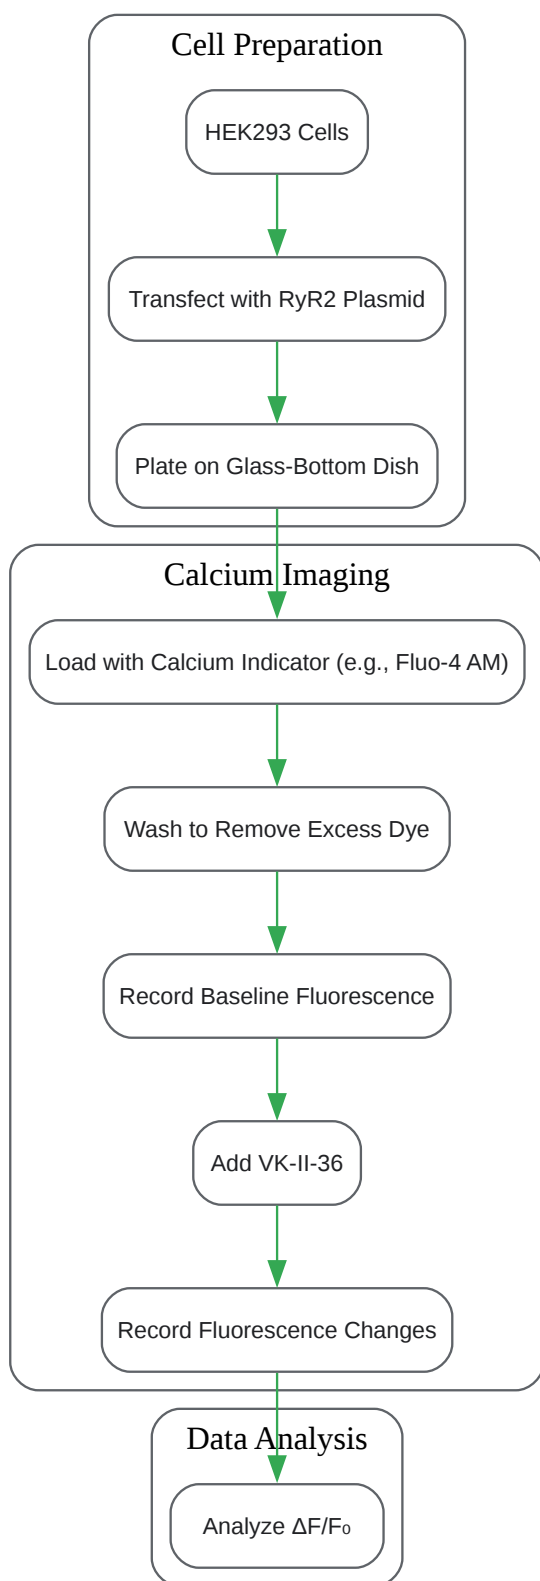 Cell Preparation
HEK293 Cells
Transfect with RyR2 Plasmid
Plate on Glass-Bottom Dish
Calcium Imaging
Load with Calcium Indicator (e.g., Fluo-4 AM)
Wash to Remove Excess Dye
Record Baseline Fluorescence
Add VK-II-36
Record Fluorescence Changes
Data Analysis
Analyze ΔF/F₀